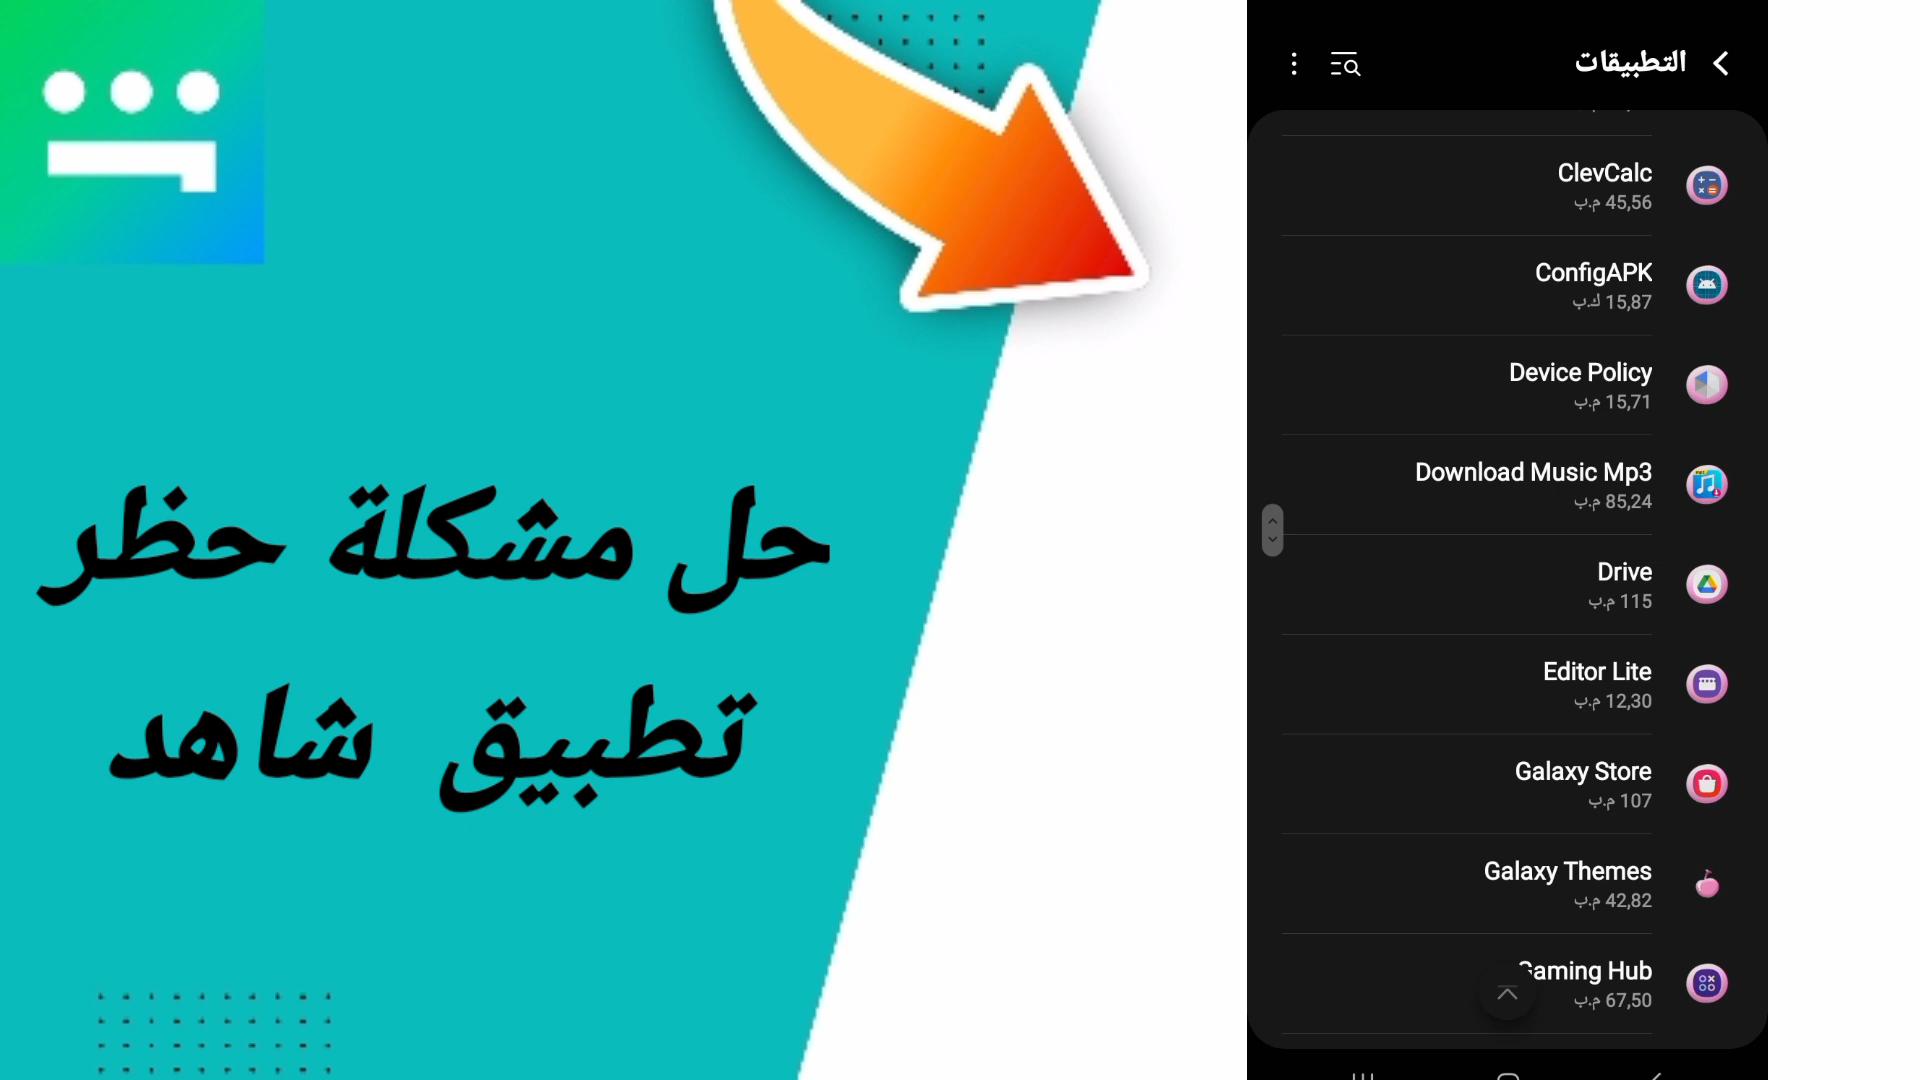 حل مشكلة حظر
تطبيق شاهد
التطبيقات
ClevCalc
45,56 م.ب
ConfigAPK
15,87 ك.ب
Device Policy
15,71 م.ب
Download Music Mp3
85,24 م.ب
Drive
115 م.ب
Editor Lite
12,30 م.ب
Galaxy Store
107 م.ب
Galaxy Themes
42,82 م.ب
Gaming Hub
67,50 م.ب